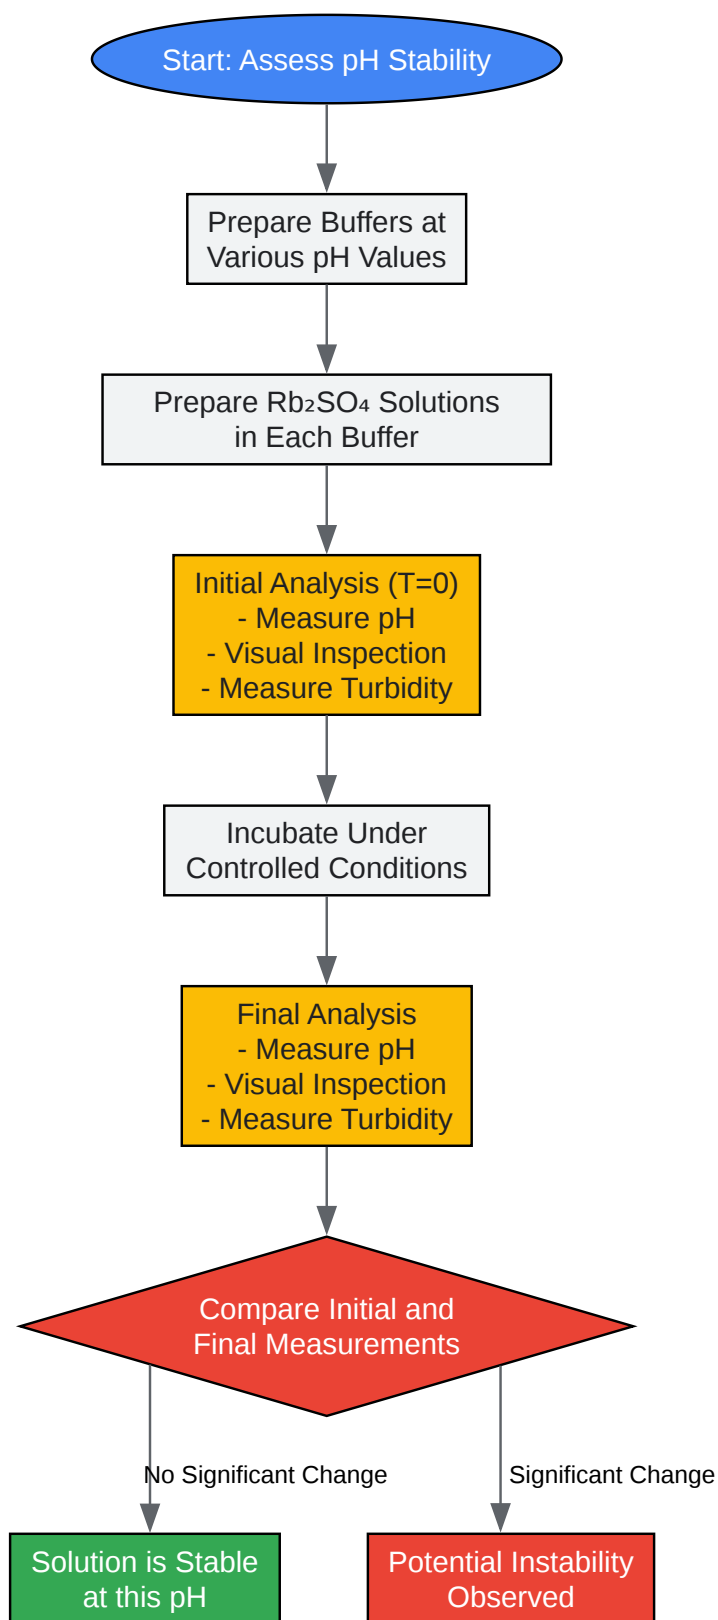 Start: Assess pH Stability
Prepare Buffers at
Various pH Values
Prepare Rb₂SO₄ Solutions
in Each Buffer
Initial Analysis (T=0)
- Measure pH
- Visual Inspection
- Measure Turbidity
Incubate Under
Controlled Conditions
Final Analysis
- Measure pH
- Visual Inspection
- Measure Turbidity
Compare Initial and
Final Measurements
No Significant Change
Significant Change
Solution is Stable
at this pH
Potential Instability
Observed